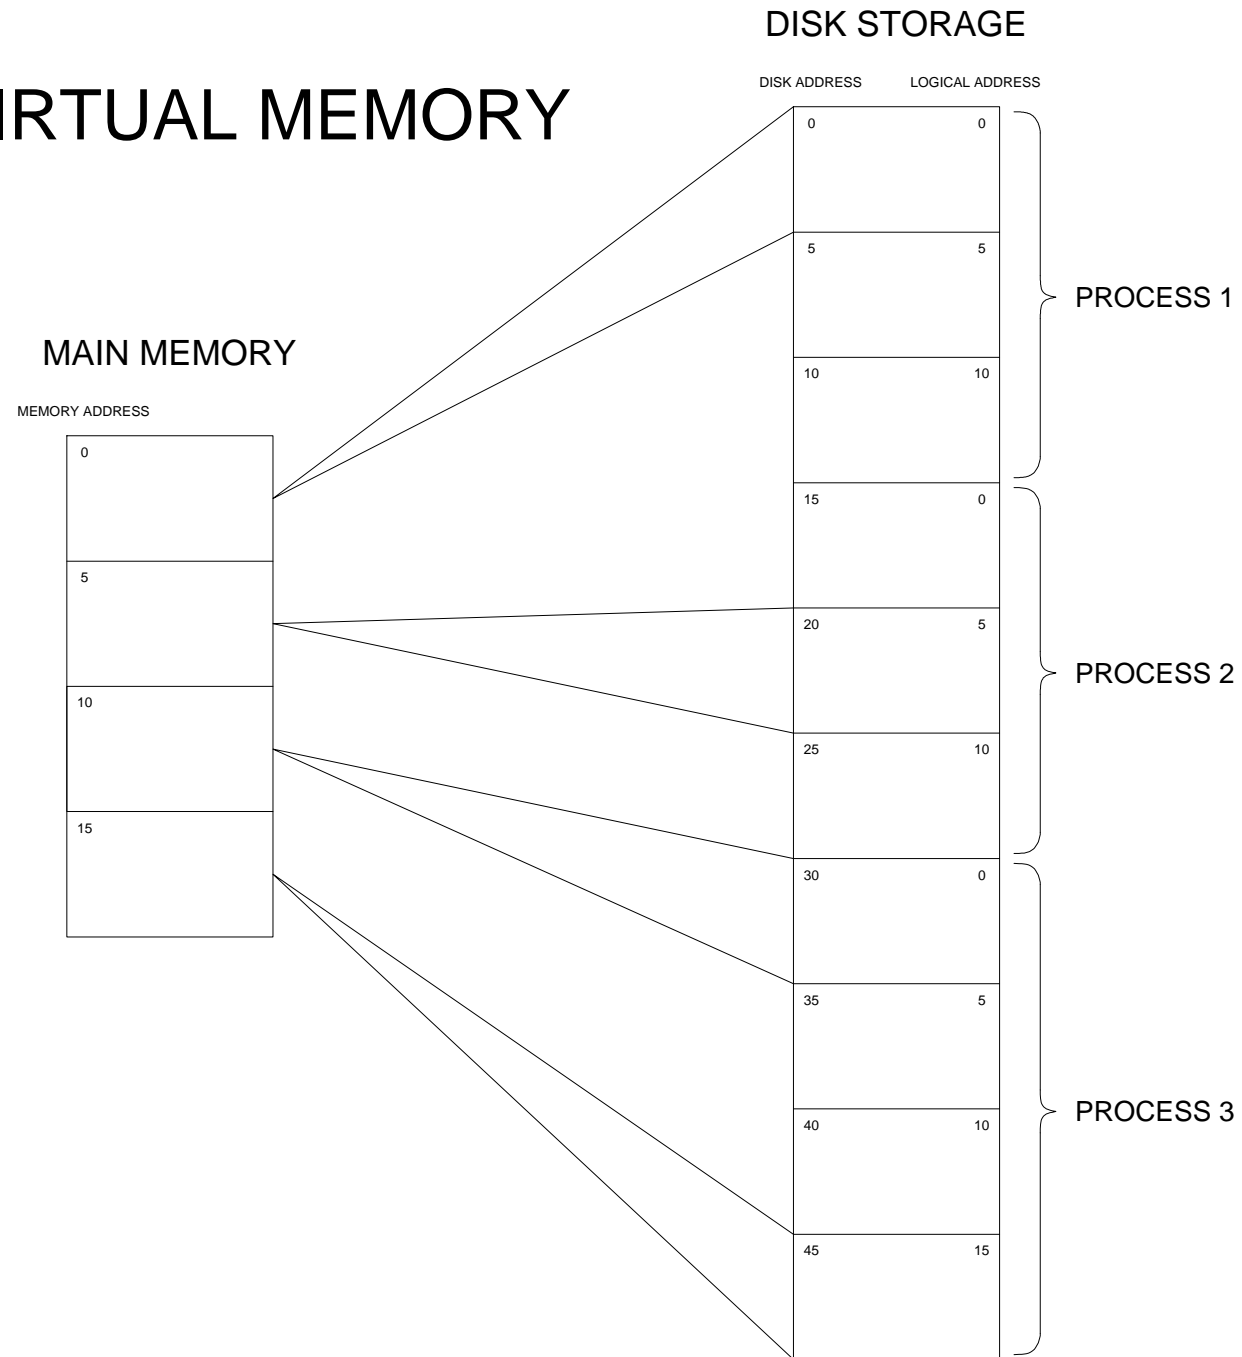 DISK STORAGE
DISK ADDRESS LOGICAL ADDRESS
IRTUAL MEMORY
0 0
5 5
PROCESS 1
MAIN MEMORY
10 10
MEMORY ADDRESS
0
15 0
5
20 5
PROCESS 2
10
25 10
15
30 0
35 5
PROCESS 3
40 10
45 15